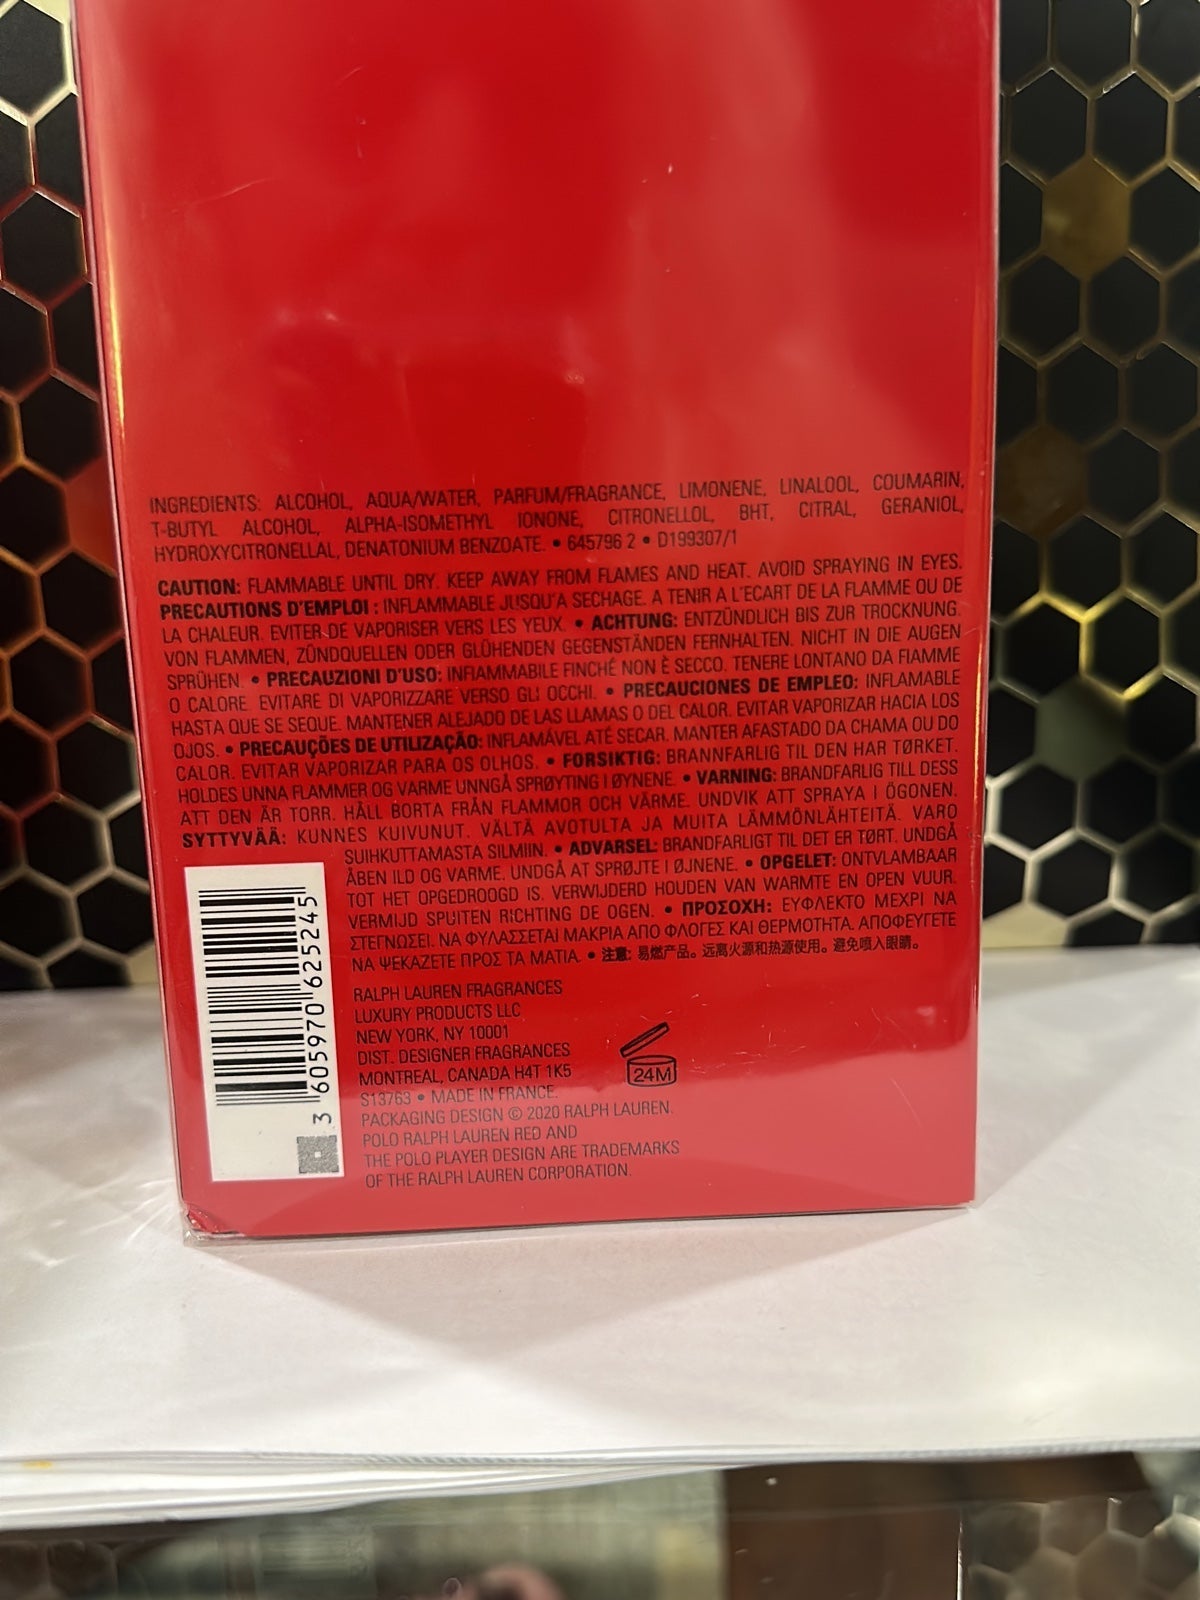 INGREDIENTS: ALCOHOL, AQUA/WATER, PARFUM/FRAGRANCE, LIMONENE, LINALOOL, COUMARIN,
T-BUTYL ALCOHOL, ALPHA-ISOMETHYL IONONE, CITRONELLOL, BHT, CITRAL, GERANIOL,
HYDROXYCITRONELLAL, DENATONIUM BENZOATE. • 645796 2 • D199307/1
CAUTION: FLAMMABLE UNTIL DRY. KEEP AWAY FROM FLAMES AND HEAT. AVOID SPRAYING IN EYES.
PRECAUTIONS D'EMPLOI : INFLAMMABLE JUSQU'A SECHAGE. A TENIR A L'ECART DE LA FLAMME OU DE
LA CHALEUR. EVITER DE VAPORISER VERS LES YEUX. • ACHTUNG: ENTZÜNDLICH BIS ZUR TROCKNUNG.
VON FLAMMEN, ZÜNDQUELLEN ODER GLÜHENDEN GEGENSTÄNDEN FERNHALTEN. NICHT IN DIE AUGEN
SPRÜHEN. • PRECAUZIONI D'USO: INFIAMMABILE FINCHÉ NON È SECCO. TENERE LONTANO DA FIAMME
O CALORE. EVITARE DI VAPORIZZARE VERSO GLI OCCHI. • PRECAUCIONES DE EMPLEO: INFLAMABLE
HASTA QUE SE SEQUE. MANTENER ALEJADO DE LAS LLAMAS O DEL CALOR. EVITAR VAPORIZAR HACIA LOS
OJOS. • PRECAUÇÕES DE UTILIZAÇÃO: INFLAMÁVEL ATÉ SECAR. MANTER AFASTADO DA CHAMA OU DO
CALOR. EVITAR VAPORIZAR PARA OS OLHOS. • FORSIKTIG: BRANNFARLIG TIL DEN HAR TØRKET.
HOLDES UNNA FLAMMER OG VARME UNNGÅ SPRØYTING I ØYNENE. • VARNING: BRANDFARLIG TILL DESS
ATT DEN ÄR TORR. HÅLL BORTA FRÅN FLAMMOR OCH VÄRME. UNDVIK ATT SPRAYA I ÖGONEN.
SYTTYVÄÄ: KUNNES KUIVUNUT. VÄLTÄ AVOTULTA JA MUITA LÄMMÖNLÄHTEITÄ. VARO
SUIHKUTTAMASTA SILMIIN. • ADVARSEL: BRANDFARLIGT TIL DET ER TØRT. UNDGÅ
ÅBEN ILD OG VARME. UNDGÅ AT SPRØJTE I ØJNENE. • OPGELET: ONTVLAMBAAR
TOT HET OPGEDROOGD IS, VERWIJDERD HOUDEN VAN WARMTE EN OPEN VUUR.
VERMIJD SPUITEN RICHTING DE OGEN. • ΠΡΟΣΟΧΗ: ΕΥΦΛΕΚΤΟ ΜΕΧΡΙ ΝΑ
ΣΤΕΓΝΩΣΕΙ. ΝΑ ΦΥΛΑΣΣΕΤΑΙ ΜΑΚΡΙΑ ΑΠΟ ΦΛΟΓΕΣ ΚΑΙ ΘΕΡΜΟΤΗΤΑ. ΑΠΟΦΕΥΓΕΤΕ
ΝΑ ΨΕΚΑΖΕΤΕ ΠΡΟΣ ΤΑ ΜΑΤΙΑ. • 注意: 易燃产品。远离火源和热源使用。避免喷入眼睛。
3 605970 625245
RALPH LAUREN FRAGRANCES
LUXURY PRODUCTS LLC
NEW YORK, NY 10001
DIST. DESIGNER FRAGRANCES
MONTREAL, CANADA H4T 1K5
S13763 • MADE IN FRANCE.
PACKAGING DESIGN © 2020 RALPH LAUREN.
POLO RALPH LAUREN RED AND
THE POLO PLAYER DESIGN ARE TRADEMARKS
OF THE RALPH LAUREN CORPORATION.
24M